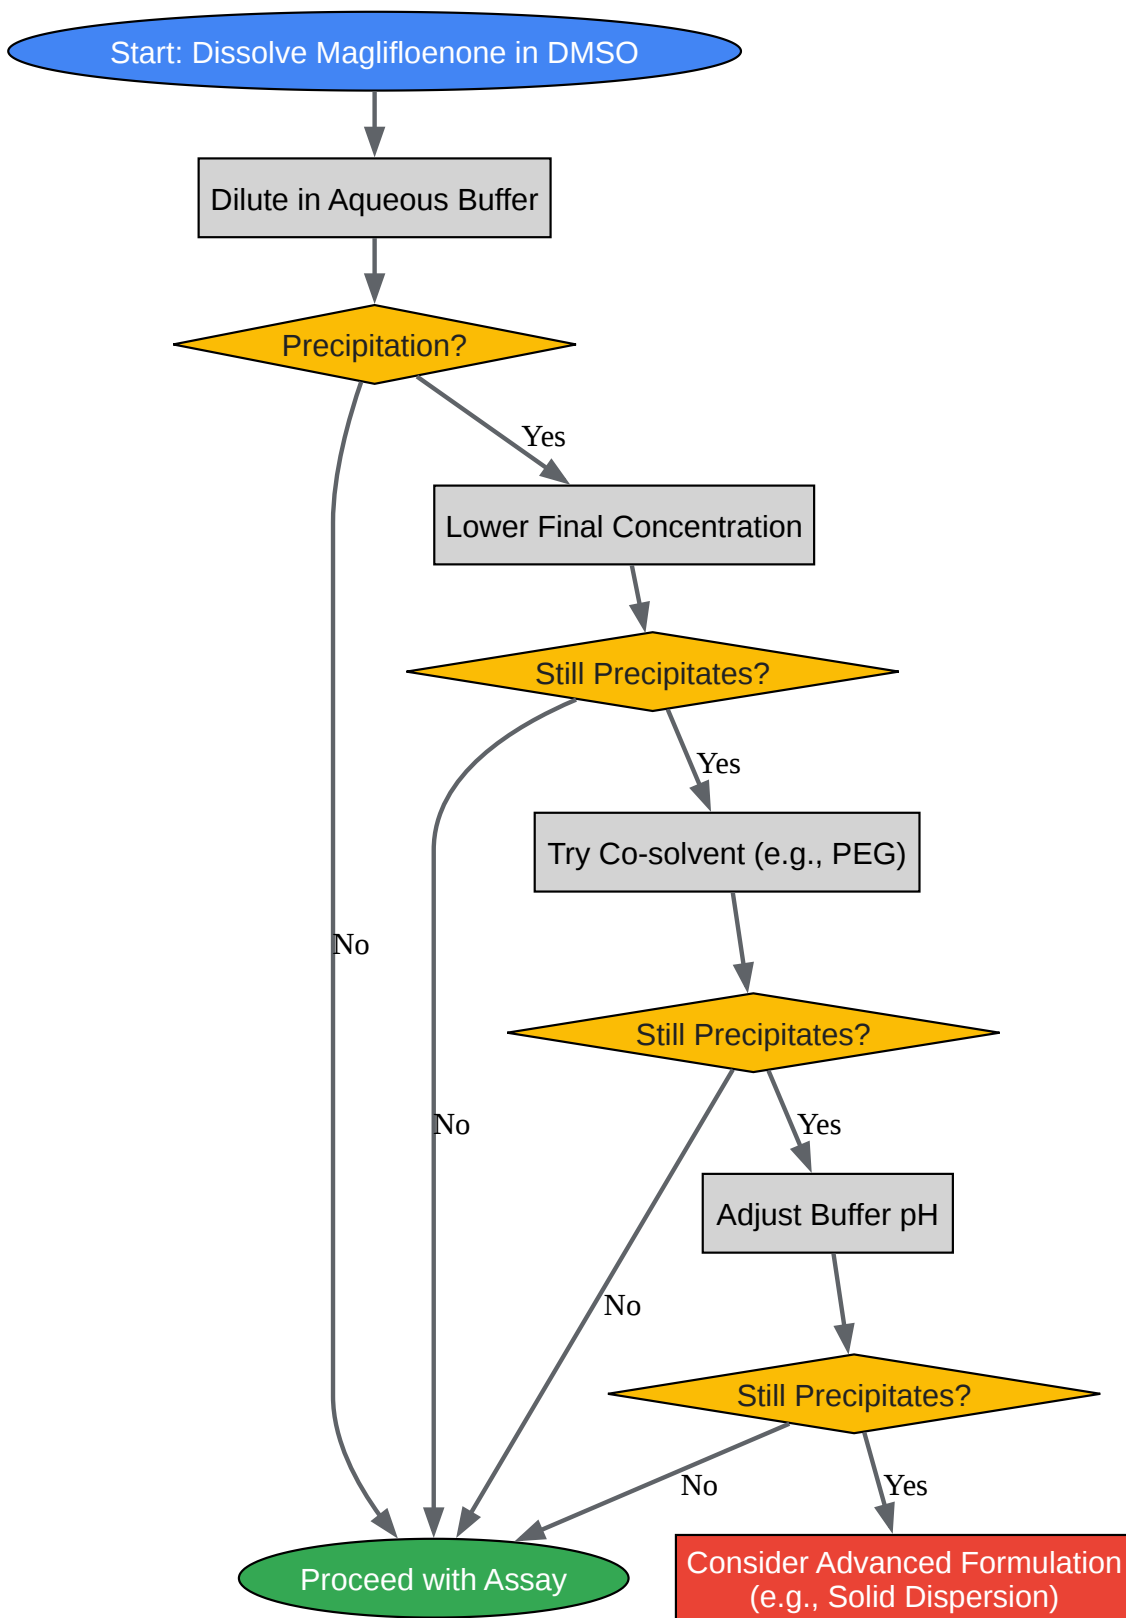 Start: Dissolve Maglifloenone in DMSO
Dilute in Aqueous Buffer
Precipitation?
Yes
Lower Final Concentration
Still Precipitates?
Yes
Try Co-solvent (e.g., PEG)
No
Still Precipitates?
No
Yes
Adjust Buffer pH
No
Still Precipitates?
No
Yes
Proceed with Assay
Consider Advanced Formulation
(e.g., Solid Dispersion)